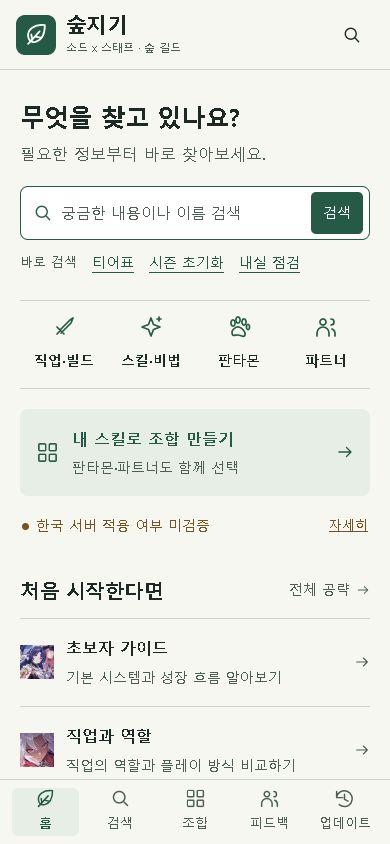 숲지기
소드 x 스태프 · 숲 길드
무엇을 찾고 있나요?
필요한 정보부터 바로 찾아보세요.
궁금한 내용이나 이름 검색
검색
바로 검색 티어표 시즌 초기화 내실 점검
직업·빌드 스킬·비법 판타몬 파트너
내 스킬로 조합 만들기
판타몬·파트너도 함께 선택
한국 서버 적용 여부 미검증 자세히
처음 시작한다면 전체 공략
초보자 가이드
기본 시스템과 성장 흐름 알아보기
직업과 역할
직업의 역할과 플레이 방식 비교하기
홈 검색 조합 피드백 업데이트